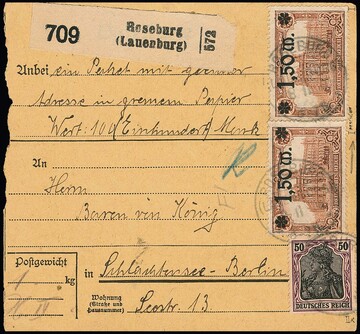 709
Roseburg
(Lauenburg)
572
1,50 M.
1,50 m.
Anbei ein Paket mit genauer
Adresse in grauem Papier
Wert: 100 (Einhundert) Mark
An
Herrn
Baron von König
in Schlachtensee-Berlin
Wohnung
(Straße und
Hausnummer)
Seestr. 13
Postgewicht
kg
50 50
DEUTSCHES REICH